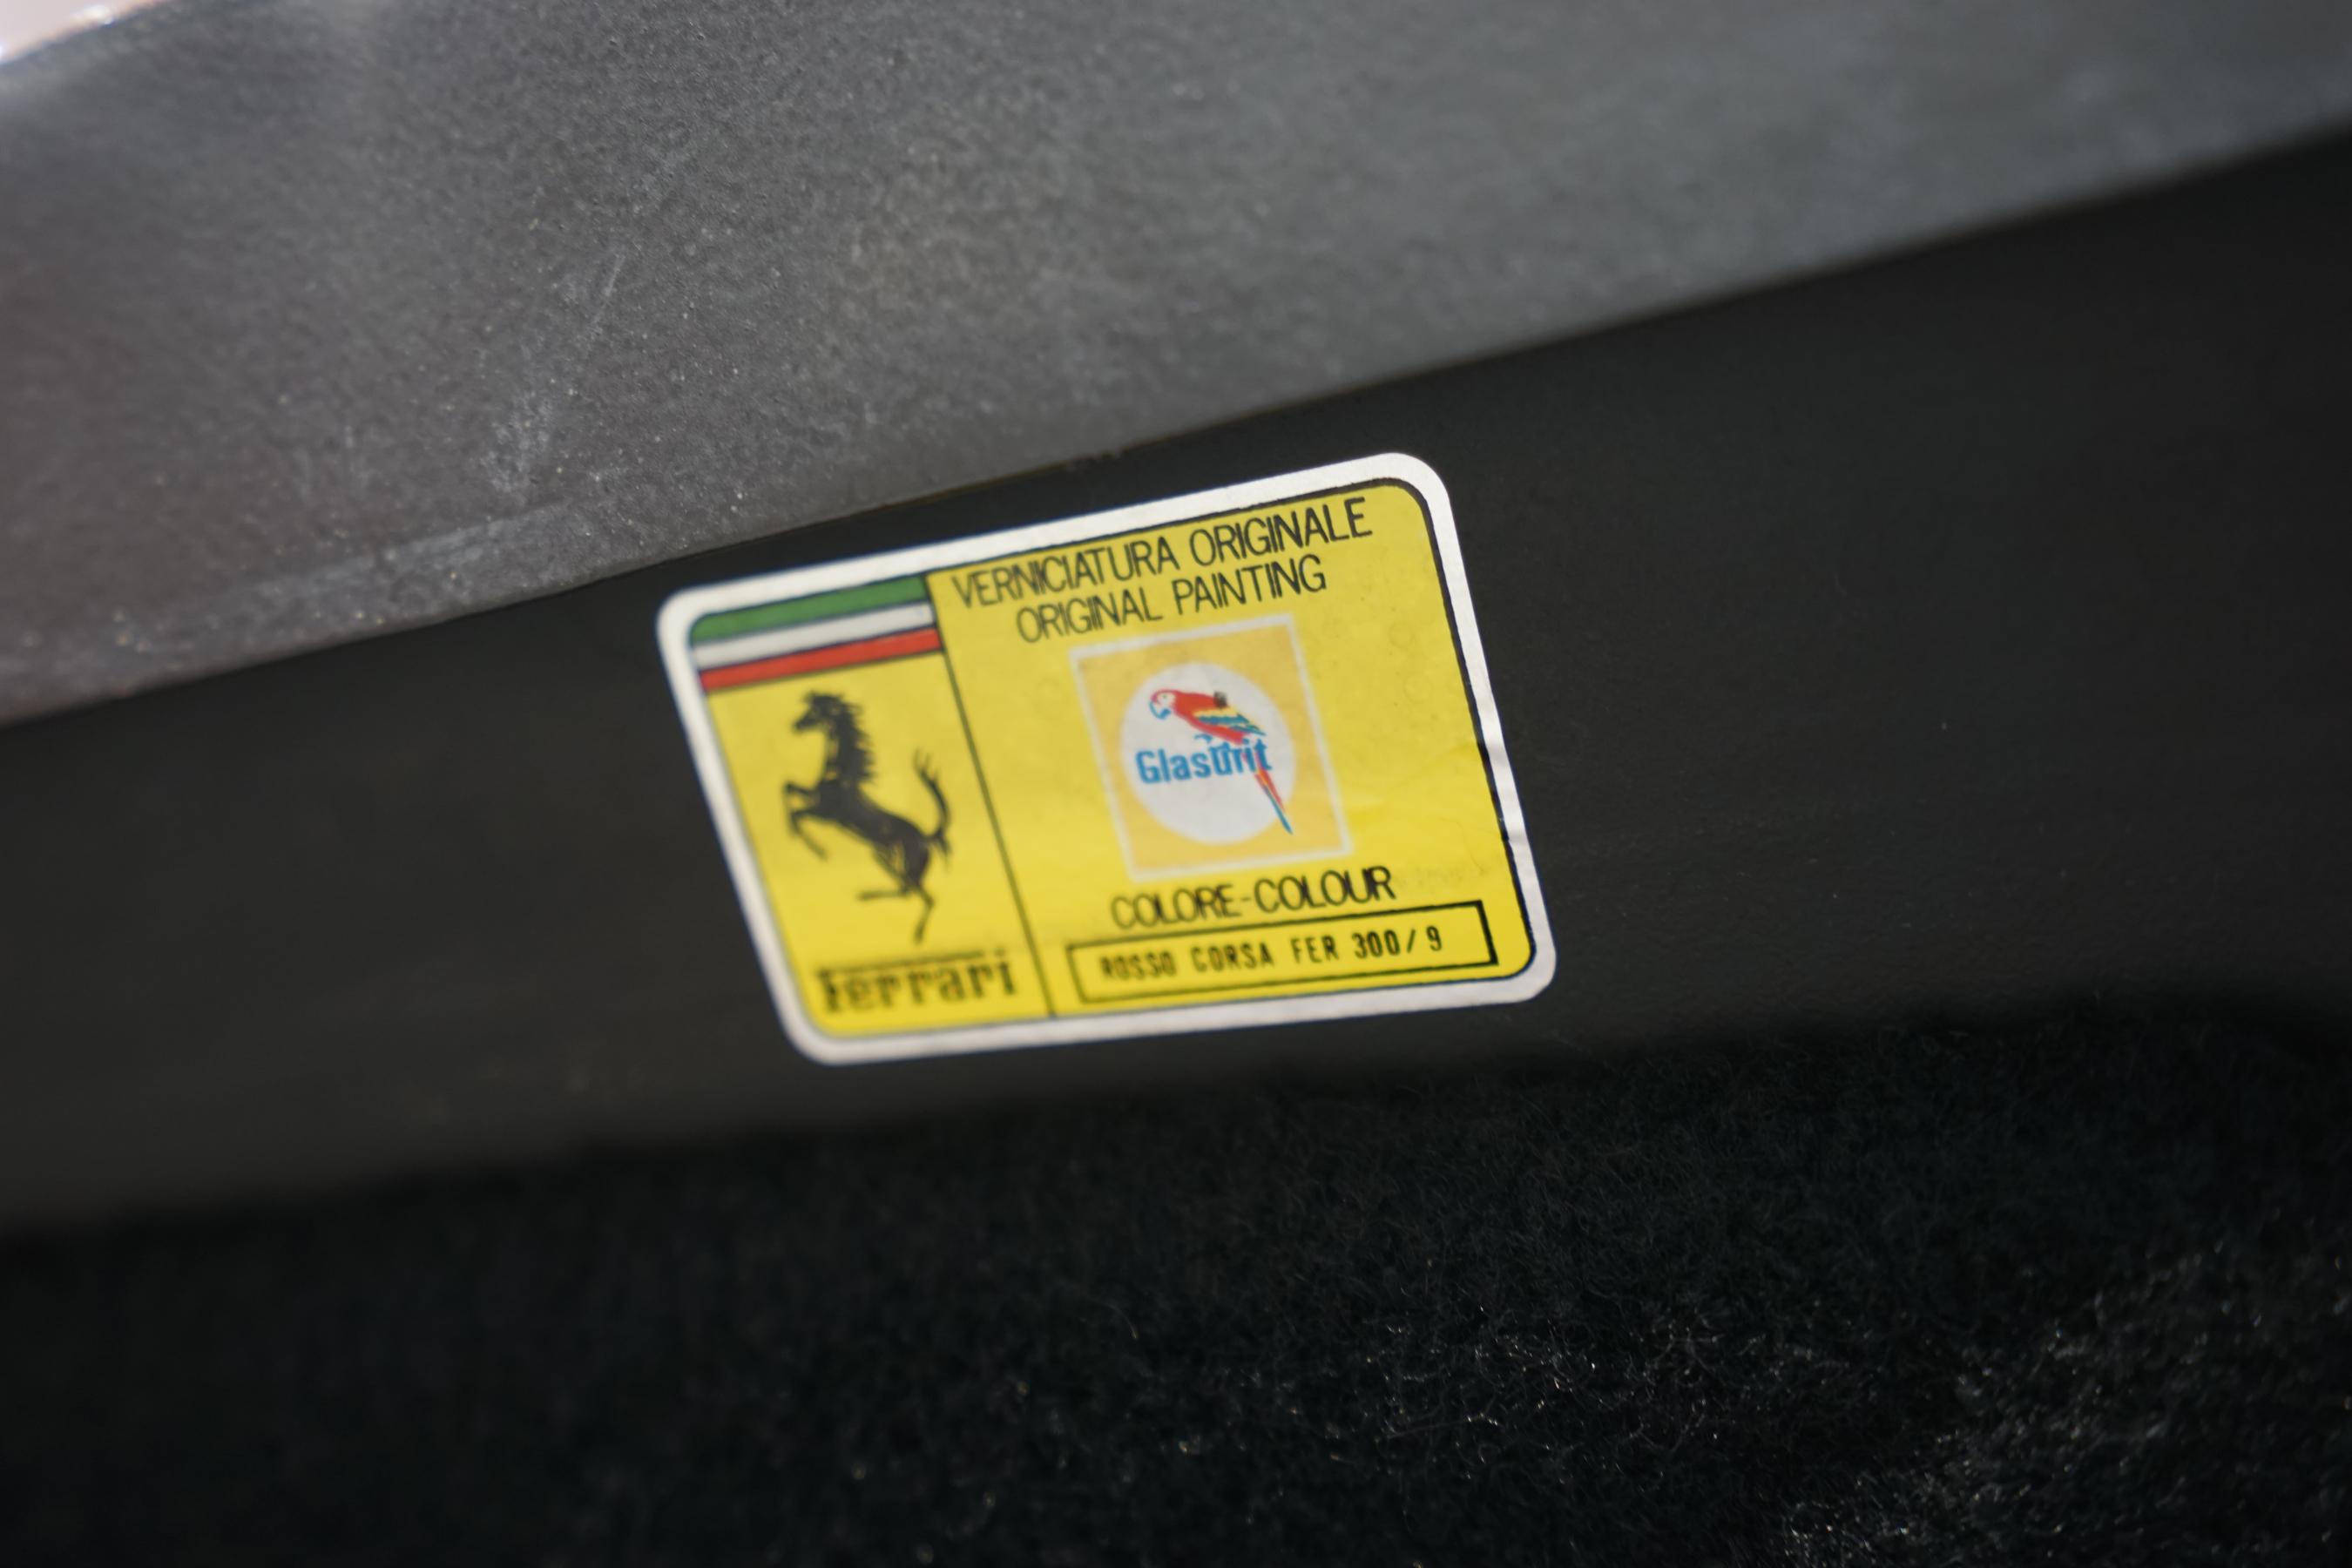 VERNICIATURA ORIGINALE
ORIGINAL PAINTING
Glasurit
COLORE-COLOUR
ROSSO CORSA FER 300/9
Ferrari